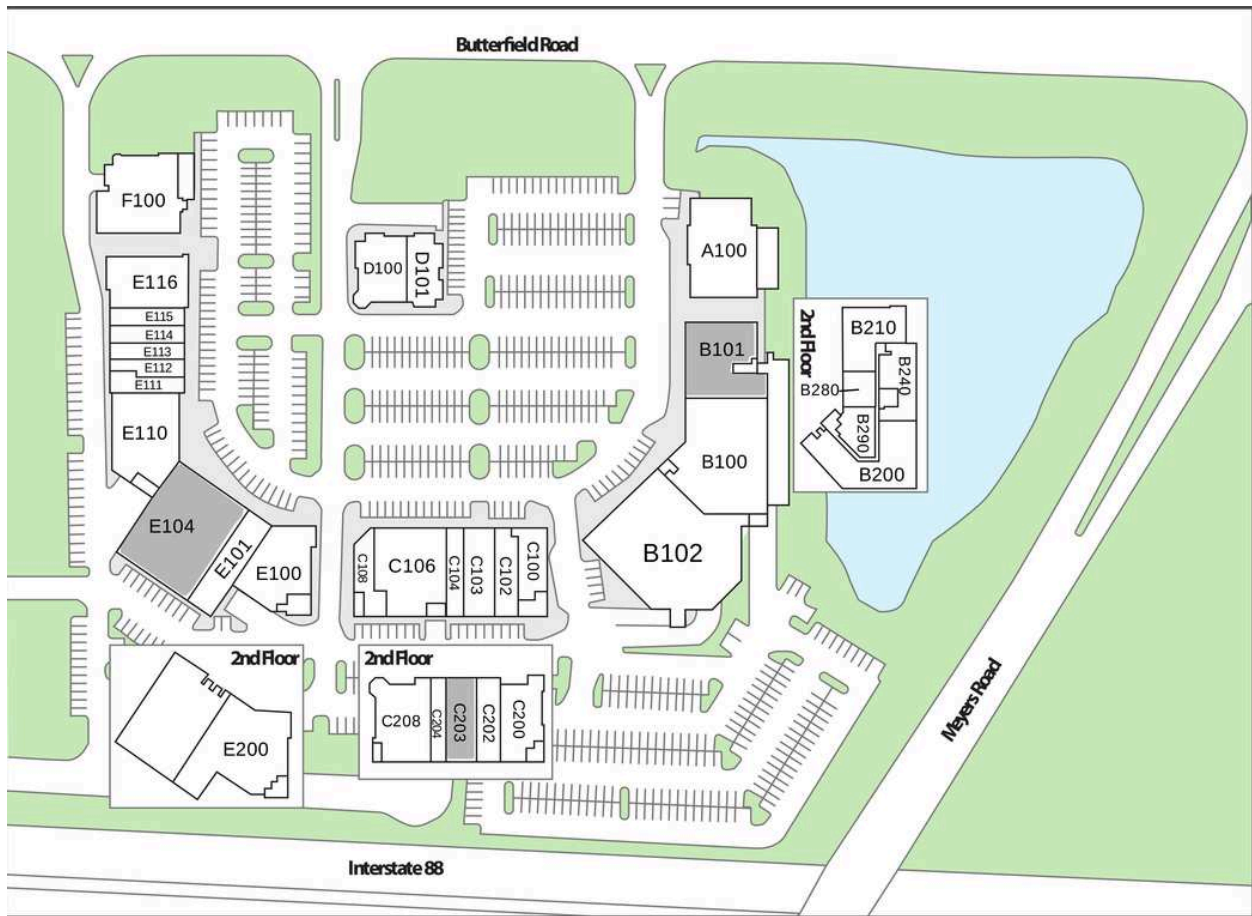 Butterfield Road
F100
E116
E115
E114
E113
E112
E111
E110
E104
E101
E100
D100
D101
A100
B101
B100
B102
2nd Floor
B210
B240
B280
B290
B200
C108
C106
C104
C103
C102
C100
2nd Floor
E200
2nd Floor
C208
C204
C203
C202
C200
Meyers Road
Interstate 88